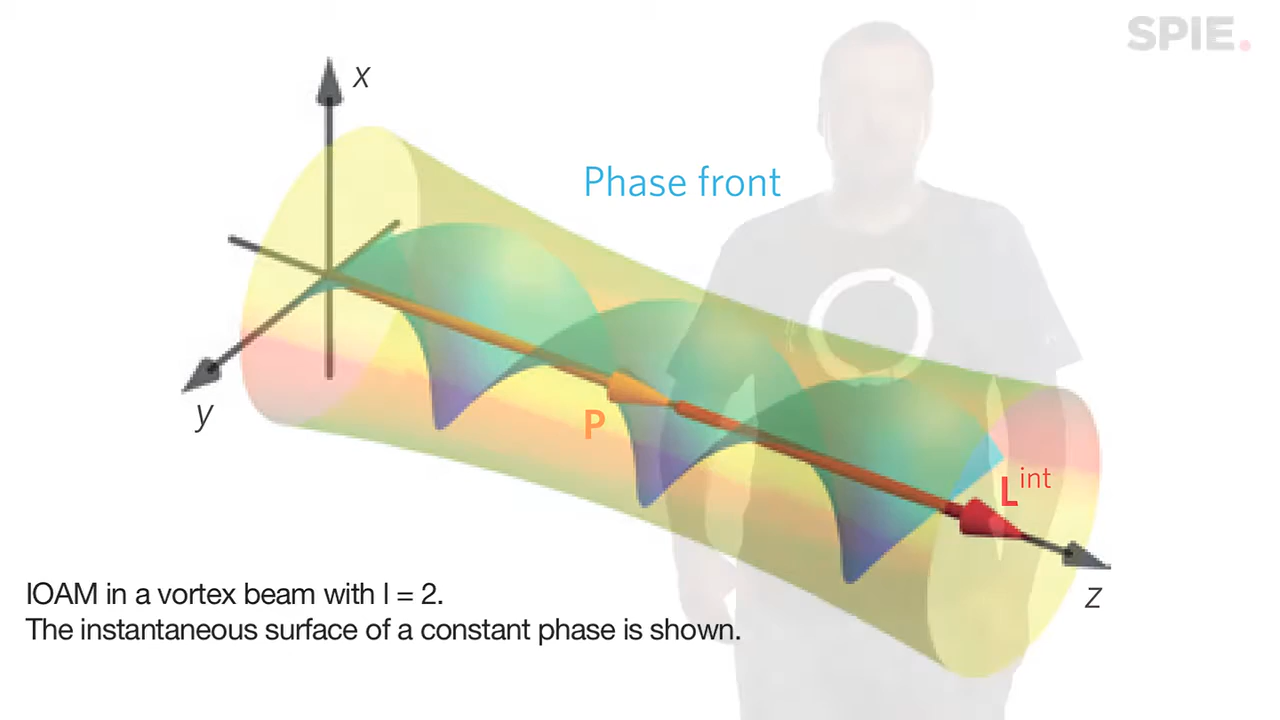 SPIE.
x
Phase front
y
P
L^int
z
IOAM in a vortex beam with l = 2.
The instantaneous surface of a constant phase is shown.